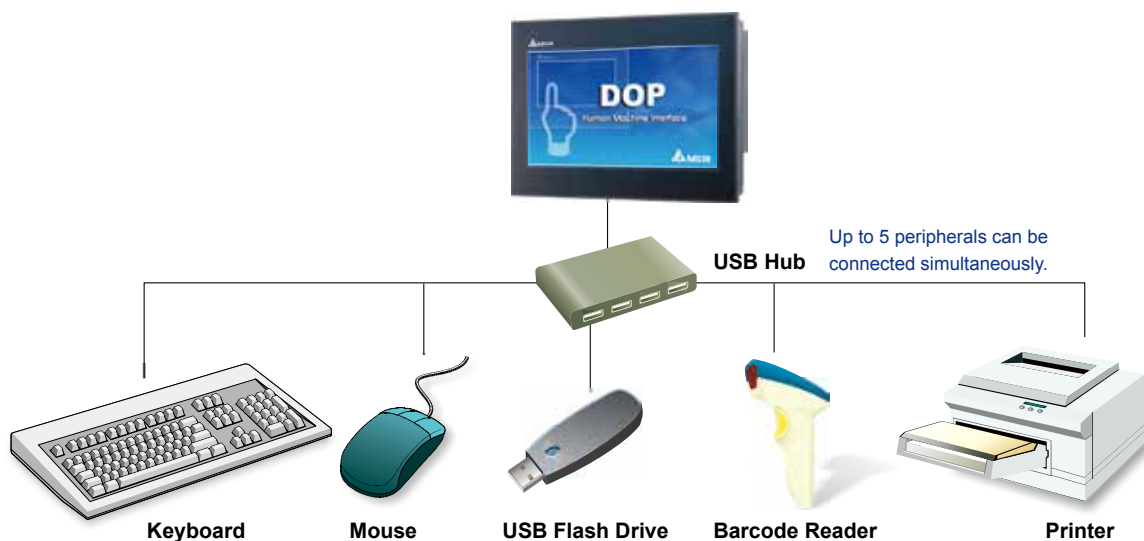 DOP
Human Machine Interface
USB Hub
Up to 5 peripherals can be
connected simultaneously.
Keyboard
Mouse
USB Flash Drive
Barcode Reader
Printer